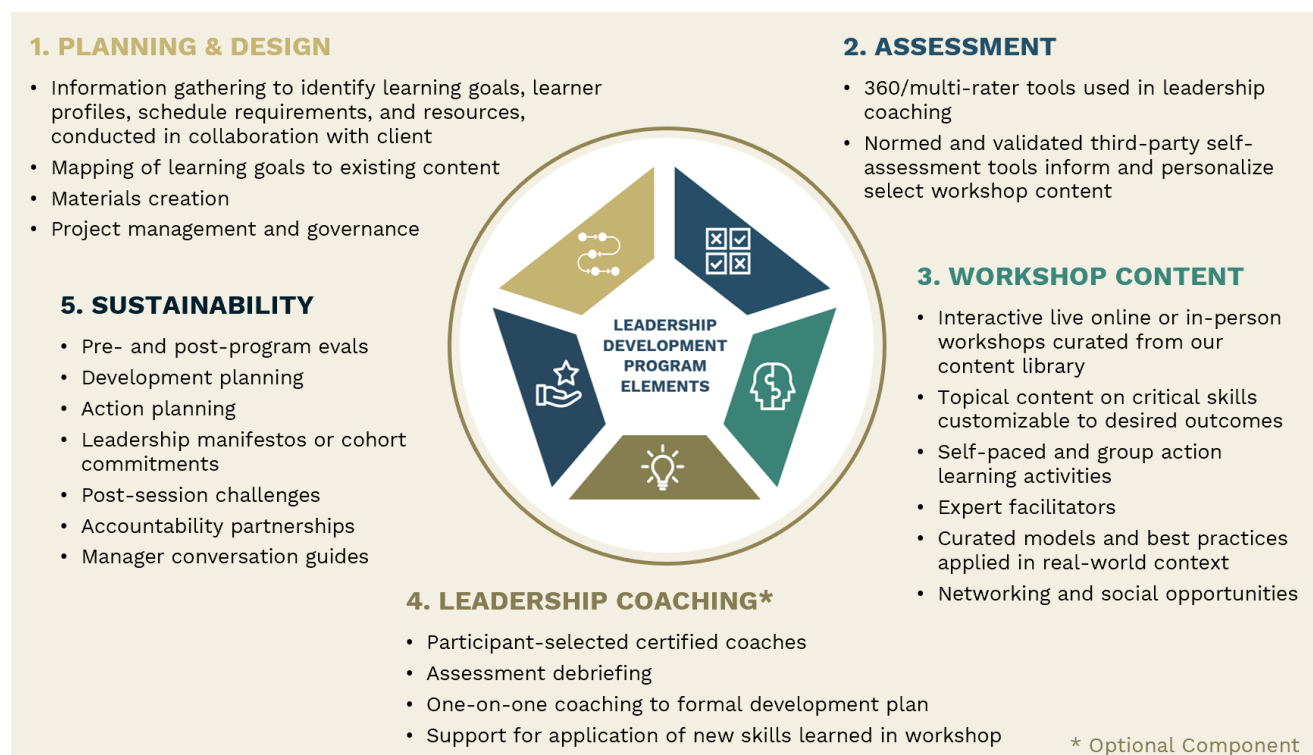 1. PLANNING & DESIGN
• Information gathering to identify learning goals, learner
profiles, schedule requirements, and resources,
conducted in collaboration with client
• Mapping of learning goals to existing content
• Materials creation
• Project management and governance
2. ASSESSMENT
• 360/multi-rater tools used in leadership
coaching
• Normed and validated third-party self-
assessment tools inform and personalize
select workshop content
LEADERSHIP
DEVELOPMENT
PROGRAM
ELEMENTS
3. WORKSHOP CONTENT
• Interactive live online or in-person
workshops curated from our
content library
• Topical content on critical skills
customizable to desired outcomes
• Self-paced and group action
learning activities
• Expert facilitators
• Curated models and best practices
applied in real-world context
• Networking and social opportunities
4. LEADERSHIP COACHING*
• Participant-selected certified coaches
• Assessment debriefing
• One-on-one coaching to formal development plan
• Support for application of new skills learned in workshop
5. SUSTAINABILITY
• Pre- and post-program evals
• Development planning
• Action planning
• Leadership manifestos or cohort
commitments
• Post-session challenges
• Accountability partnerships
• Manager conversation guides
* Optional Component